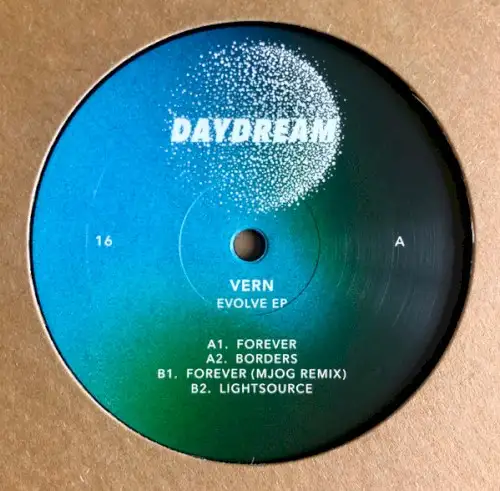 DAYDREAM
16
A
VERN
EVOLVE EP
A1. FOREVER
A2. BORDERS
B1. FOREVER (MJOG REMIX)
B2. LIGHTSOURCE